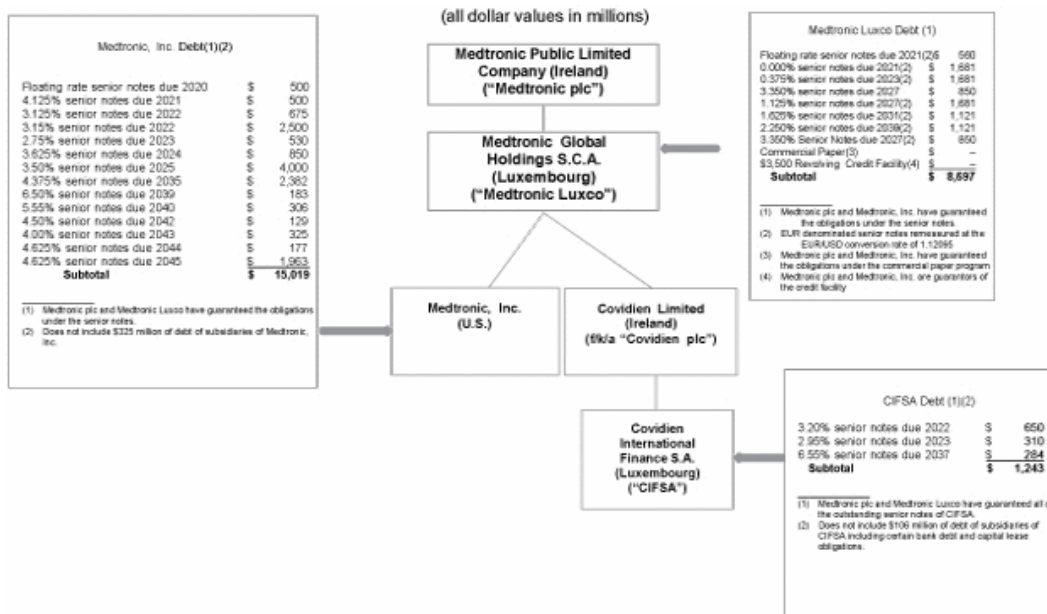 (all dollar values in millions)
Medtronic, Inc. Debt(1)(2)
Floating rate senior notes due 2020 $ 500
4.125% senior notes due 2021 $ 500
3.125% senior notes due 2022 $ 675
3.15% senior notes due 2022 $ 2,500
2.75% senior notes due 2023 $ 530
3.625% senior notes due 2024 $ 850
3.50% senior notes due 2025 $ 4,000
4.375% senior notes due 2035 $ 2,382
6.50% senior notes due 2039 $ 183
5.55% senior notes due 2040 $ 306
4.50% senior notes due 2042 $ 129
4.00% senior notes due 2043 $ 325
4.625% senior notes due 2044 $ 177
4.625% senior notes due 2045 $ 1,963
Subtotal $ 15,019
(1) Medtronic plc and Medtronic Luxco have guaranteed the obligations
under the senior notes.
(2) Does not include $325 million of debt of subsidiaries of Medtronic,
Inc.
Medtronic Public Limited
Company (Ireland)
("Medtronic plc")
Medtronic Global
Holdings S.C.A.
(Luxembourg)
("Medtronic Luxco")
Medtronic, Inc.
(U.S.)
Covidien Limited
(Ireland)
(f/k/a "Covidien plc")
Covidien
International
Finance S.A.
(Luxembourg)
("CIFSA")
Medtronic Luxco Debt (1)
Floating rate senior notes due 2021(2)$ 560
0.000% senior notes due 2021(2) $ 1,681
0.375% senior notes due 2023(2) $ 1,681
3.350% senior notes due 2027 $ 850
1.125% senior notes due 2027(2) $ 1,681
1.625% senior notes due 2031(2) $ 1,121
2.250% senior notes due 2039(2) $ 1,121
3.350% Senior Notes due 2027(2) $ 850
Commercial Paper(3) $ –
$3,500 Revolving Credit Facility(4) $ –
Subtotal $ 8,697
(1) Medtronic plc and Medtronic, Inc. have guaranteed
the obligations under the senior notes.
(2) EUR denominated senior notes remeasured at the
EUR/USD conversion rate of 1.12095
(3) Medtronic plc and Medtronic, Inc. have guaranteed
the obligations under the commercial paper program
(4) Medtronic plc and Medtronic, Inc. are guarantors of
the credit facility
CIFSA Debt (1)(2)
3.20% senior notes due 2022 $ 650
2.95% senior notes due 2023 $ 310
6.55% senior notes due 2037 $ 284
Subtotal $ 1,243
(1) Medtronic plc and Medtronic Luxco have guaranteed all
the outstanding senior notes of CIFSA.
(2) Does not include $106 million of debt of subsidiaries of
CIFSA including certain bank debt and capital lease
obligations.